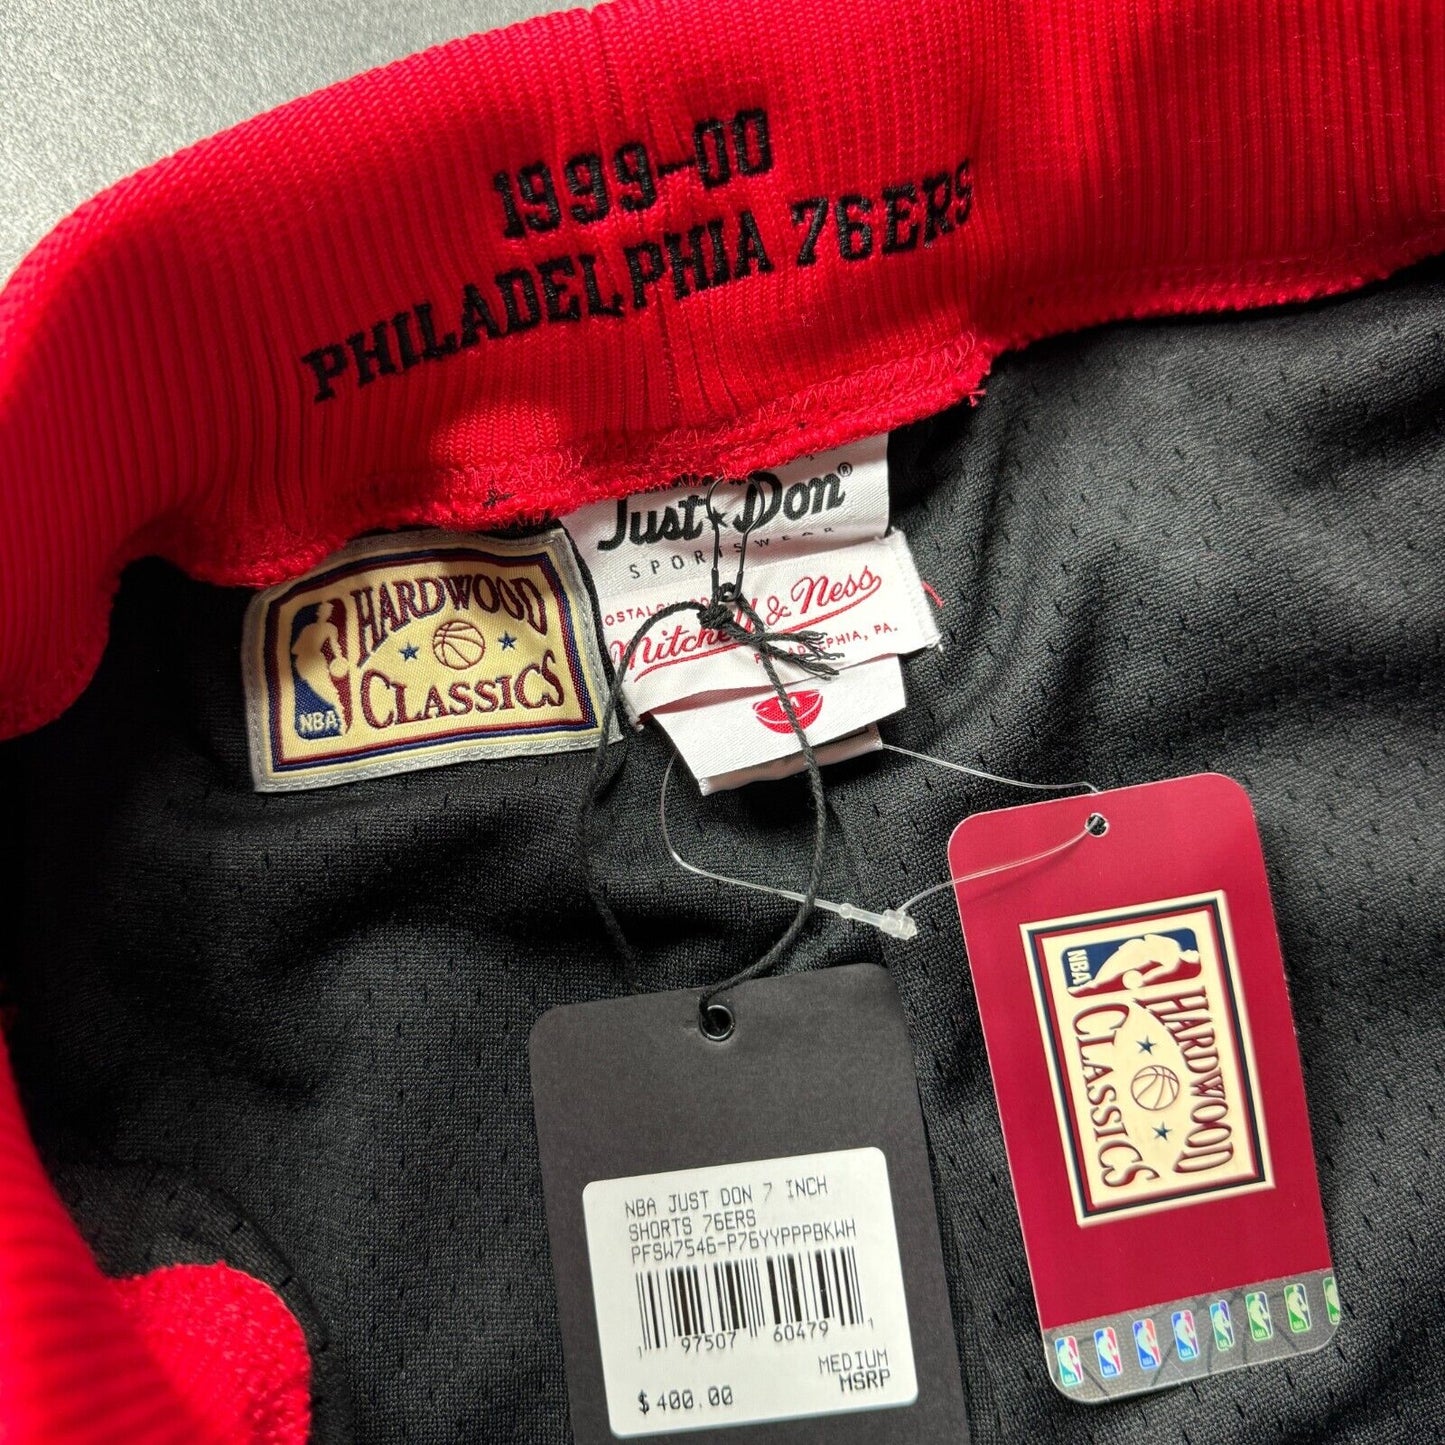 1999-00
PHILADELPHIA 76ERS
Just Don®
SPORTSWEAR
Mitchell & Ness
PHILADELPHIA, PA.
HARDWOOD
CLASSICS
NBA
NBA
HARDWOOD
CLASSICS
NBA JUST DON 7 INCH
SHORTS 76ERS
PFSW7546-P76YYPPPBKWH
1 97507 60479 1
MEDIUM
$400.00 MSRP